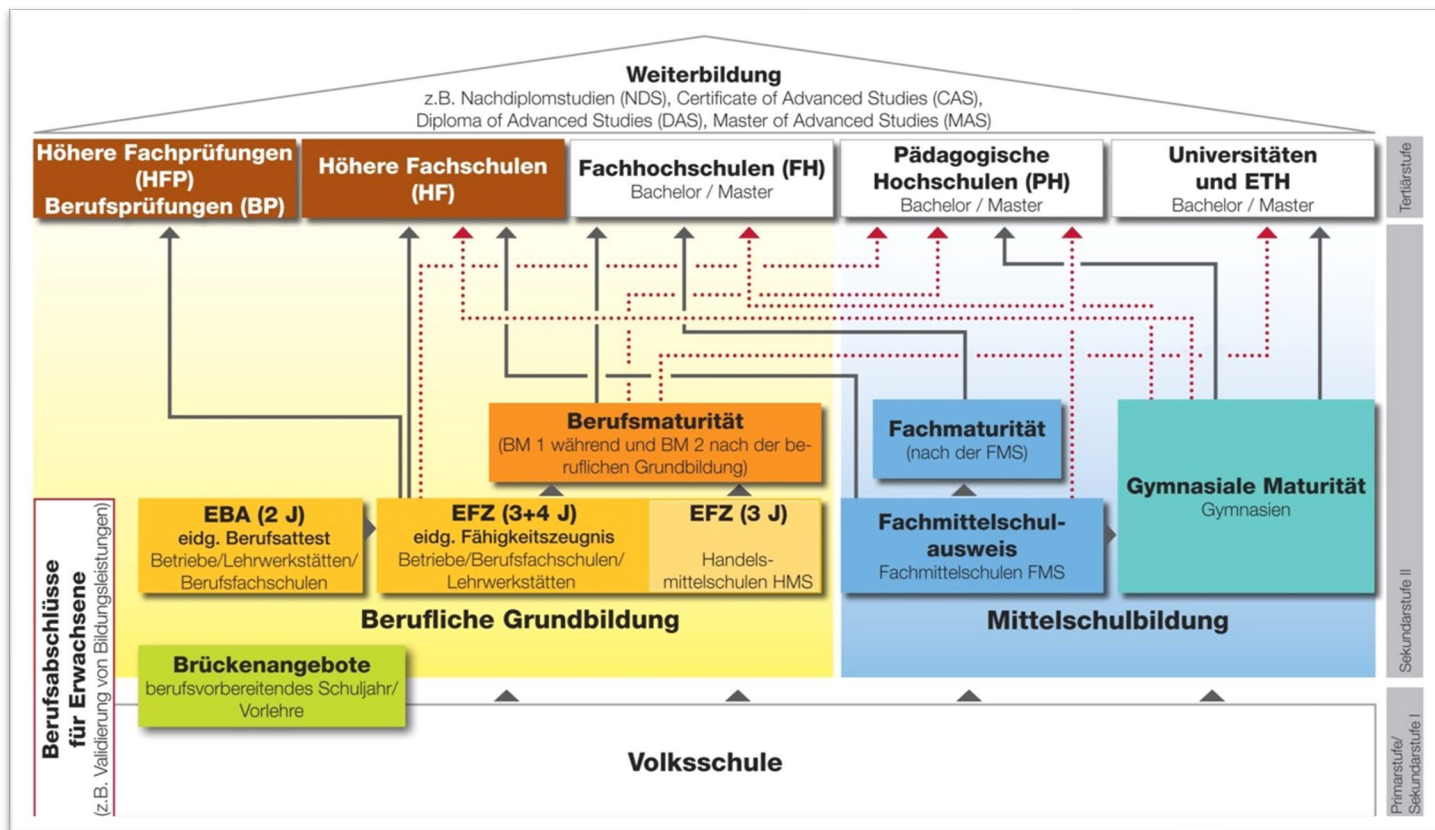 Weiterbildung
z.B. Nachdiplomstudien (NDS), Certificate of Advanced Studies (CAS),
Diploma of Advanced Studies (DAS), Master of Advanced Studies (MAS)
Höhere Fachprüfungen
(HFP)
Berufsprüfungen (BP)
Höhere Fachschulen
(HF)
Fachhochschulen (FH)
Bachelor / Master
Pädagogische
Hochschulen (PH)
Bachelor / Master
Universitäten
und ETH
Bachelor / Master
Tertiärstufe
Berufsmaturität
(BM 1 während und BM 2 nach der be-
ruflichen Grundbildung)
Fachmaturität
(nach der FMS)
Gymnasiale Maturität
Gymnasien
EBA (2 J)
eidg. Berufsattest
Betriebe/Lehrwerkstätten/
Berufsfachschulen
EFZ (3+4 J)
eidg. Fähigkeitszeugnis
Betriebe/Berufsfachschulen/
Lehrwerkstätten
EFZ (3 J)
Handels-
mittelschulen HMS
Fachmittelschul-
ausweis
Fachmittelschulen FMS
Berufliche Grundbildung
Mittelschulbildung
Sekundarstufe II
Brückenangebote
berufsvorbereitendes Schuljahr/
Vorlehre
Berufsabschlüsse
für Erwachsene
(z.B. Validierung von Bildungsleistungen)
Volksschule
Primarstufe/
Sekundarstufe I